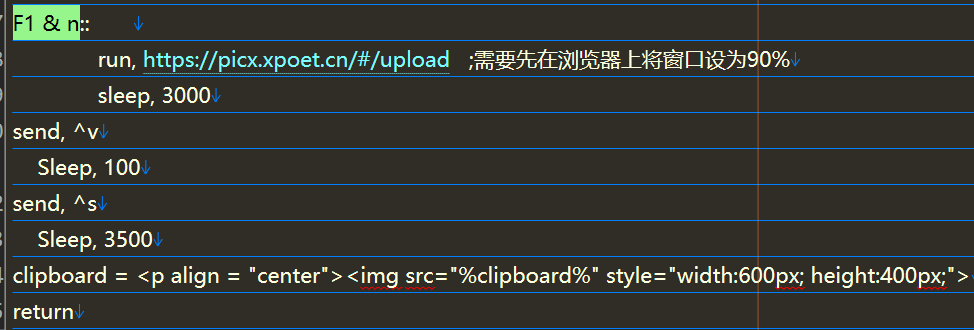 F1 & n::
run, https://picx.xpoet.cn/#/upload ;需要先在浏览器上将窗口设为90%
sleep, 3000
send, ^v
Sleep, 100
send, ^s
Sleep, 3500
clipboard = <p align = "center"><img src="%clipboard%" style="width:600px; height:400px;">
return